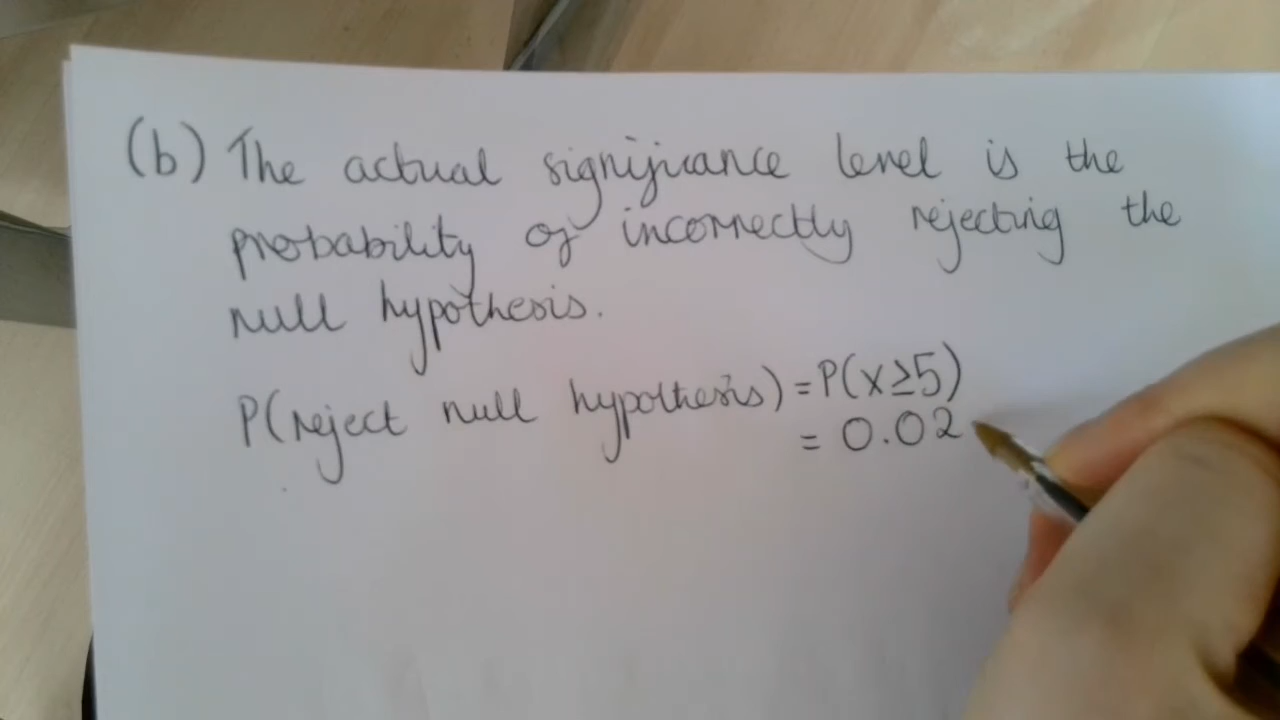 (b) The actual significance level is the
probability of incorrectly rejecting the
null hypothesis.
P(reject null hypothesis) = P(x≥5)
= 0.02